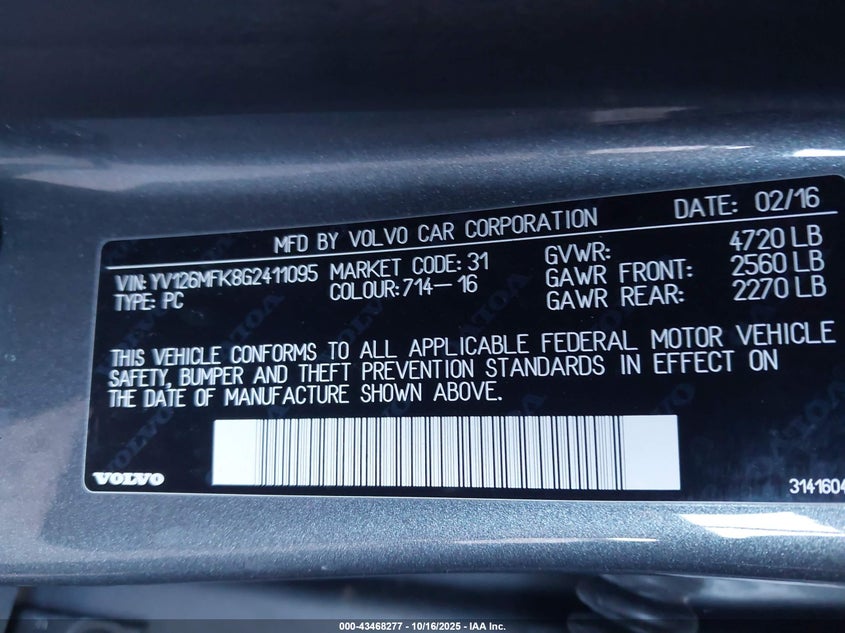 MFD BY VOLVO CAR CORPORATION DATE: 02/16
VIN: YV126MFK8G2411095 MARKET CODE: 31 GVWR: 4720 LB
TYPE: PC COLOUR: 714-16 GAWR FRONT: 2560 LB
GAWR REAR: 2270 LB
THIS VEHICLE CONFORMS TO ALL APPLICABLE FEDERAL MOTOR VEHICLE
SAFETY, BUMPER AND THEFT PREVENTION STANDARDS IN EFFECT ON
THE DATE OF MANUFACTURE SHOWN ABOVE.
VOLVO
3141604
000-43468277 - 10/16/2025 - IAA Inc.